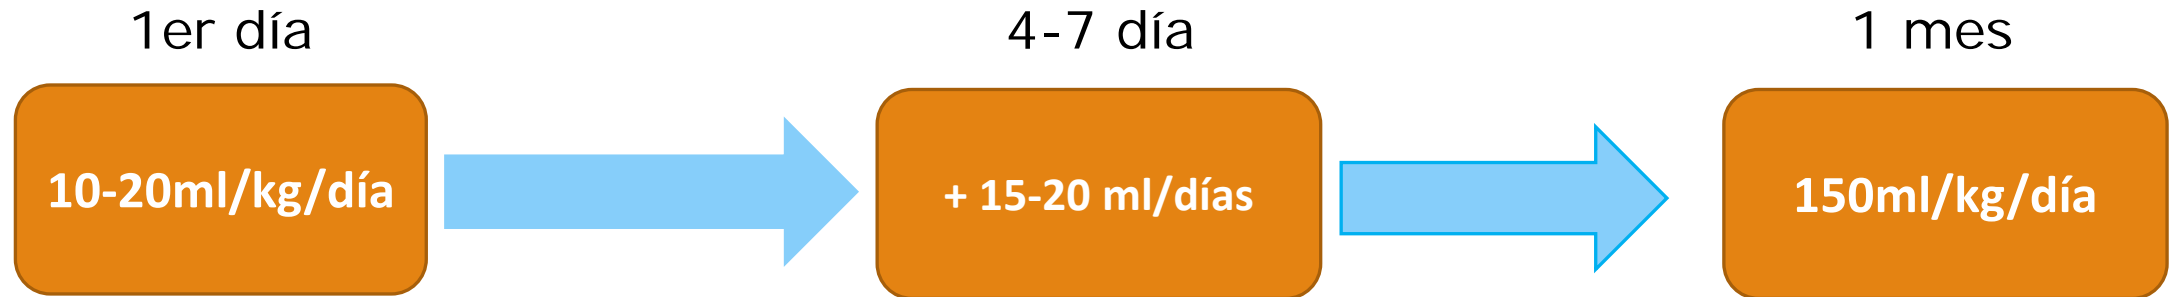 1er día
4-7 día
1 mes
10-20ml/kg/día
+ 15-20 ml/días
150ml/kg/día